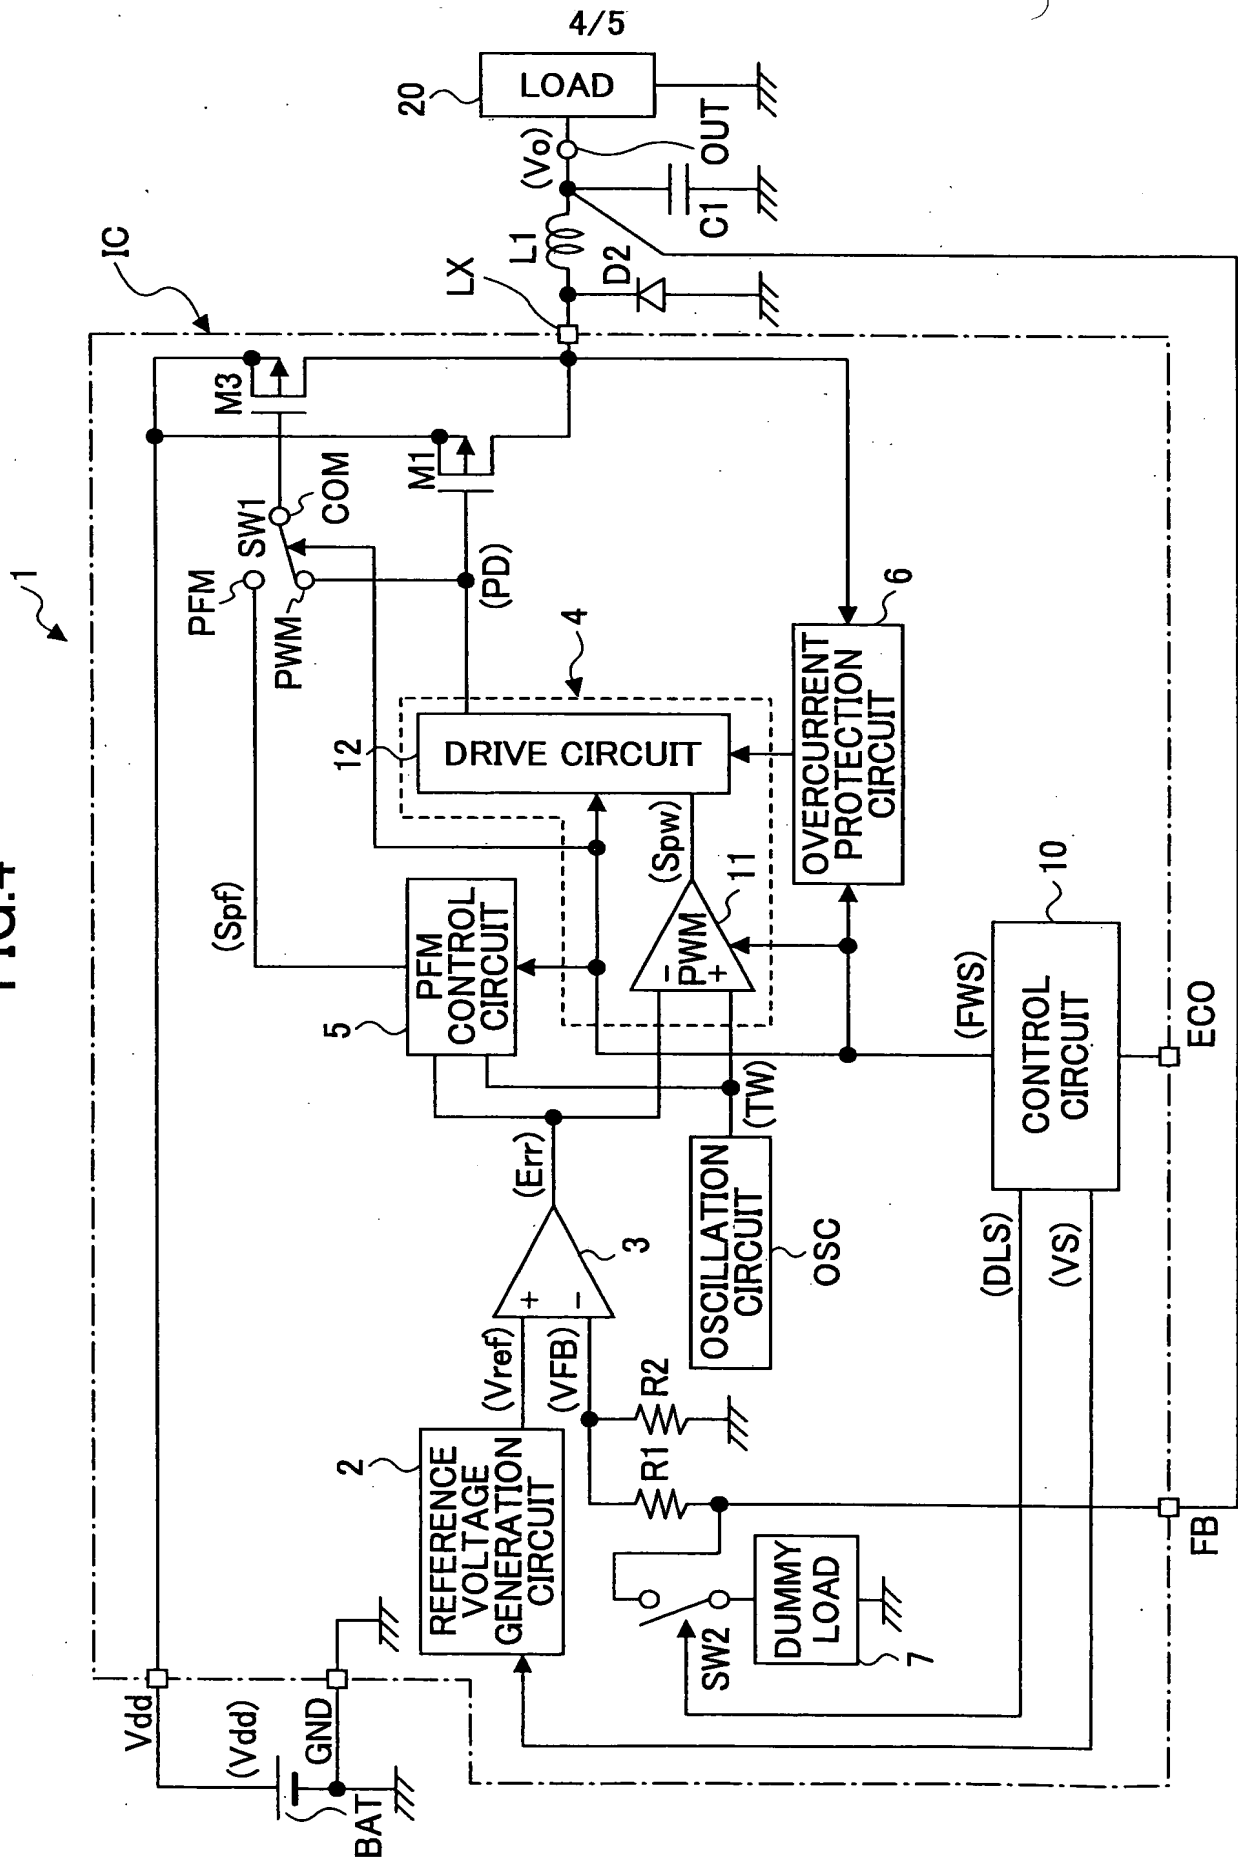 FIG.4
4/5
1
IC
Vdd
(Vdd)
BAT
GND
REFERENCE
VOLTAGE
GENERATION
CIRCUIT
2
(Vref)
(VFB)
+
−
3
(Err)
R1
R2
SW2
DUMMY
LOAD
7
OSCILLATION
CIRCUIT
OSC
(TW)
PFM
CONTROL
CIRCUIT
5
(Spf)
−
PWM
+
11
(Spw)
DRIVE CIRCUIT
12
4
(PD)
PFM
PWM
SW1
COM
M3
M1
LX
L1
D2
C1
(Vo)
OUT
LOAD
20
OVERCURRENT
PROTECTION
CIRCUIT
6
CONTROL
CIRCUIT
10
(FWS)
(DLS)
(VS)
ECO
FB